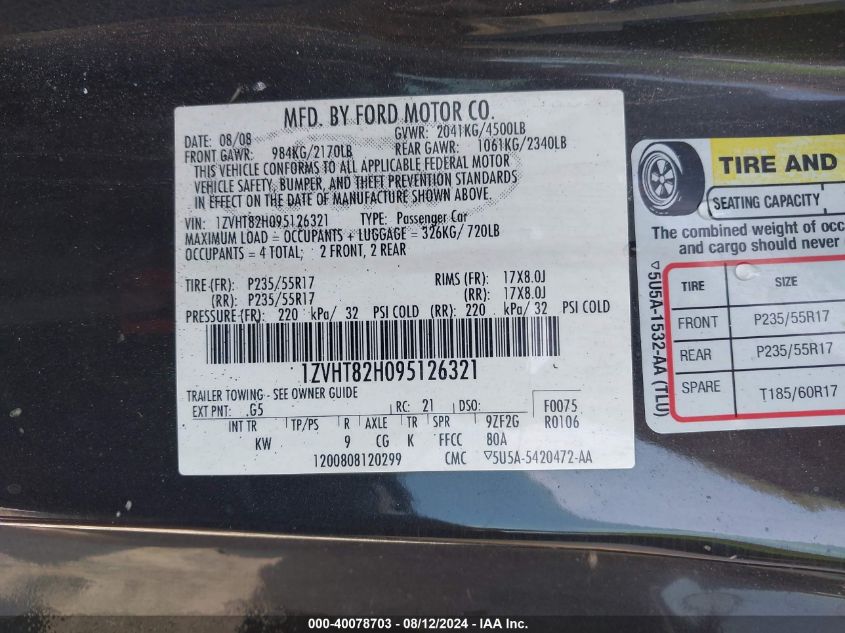 MFD. BY FORD MOTOR CO.
DATE: 08/08 GVWR: 2041KG/4500LB
FRONT GAWR: 984KG/2170LB REAR GAWR: 1061KG/2340LB
THIS VEHICLE CONFORMS TO ALL APPLICABLE FEDERAL MOTOR
VEHICLE SAFETY, BUMPER, AND THEFT PREVENTION STANDARDS
IN EFFECT ON THE DATE OF MANUFACTURE SHOWN ABOVE.
VIN: 1ZVHT82H095126321 TYPE: Passenger Car
MAXIMUM LOAD = OCCUPANTS + LUGGAGE = 326KG/ 720LB
OCCUPANTS = 4 TOTAL; 2 FRONT, 2 REAR
TIRE (FR): P235/55R17 RIMS (FR): 17X8.0J
(RR): P235/55R17 (RR): 17X8.0J
PRESSURE (FR): 220 kPa/ 32 PSI COLD (RR): 220 kPa/ 32 PSI COLD
1ZVHT82H095126321
TRAILER TOWING - SEE OWNER GUIDE
EXT PNT: .G5 RC: 21 DSO: F0075
INT TR TP/PS R AXLE TR SPR 9ZF2G R0106
KW 9 CG K FFCC 80A
1200808120299 CMC ▽5U5A-5420472-AA
TIRE AND
SEATING CAPACITY
The combined weight of occ
and cargo should never
TIRE SIZE
FRONT P235/55R17
REAR P235/55R17
SPARE T185/60R17
▽5U5A-1532-AA (TLU)
000-40078703 - 08/12/2024 - IAA Inc.